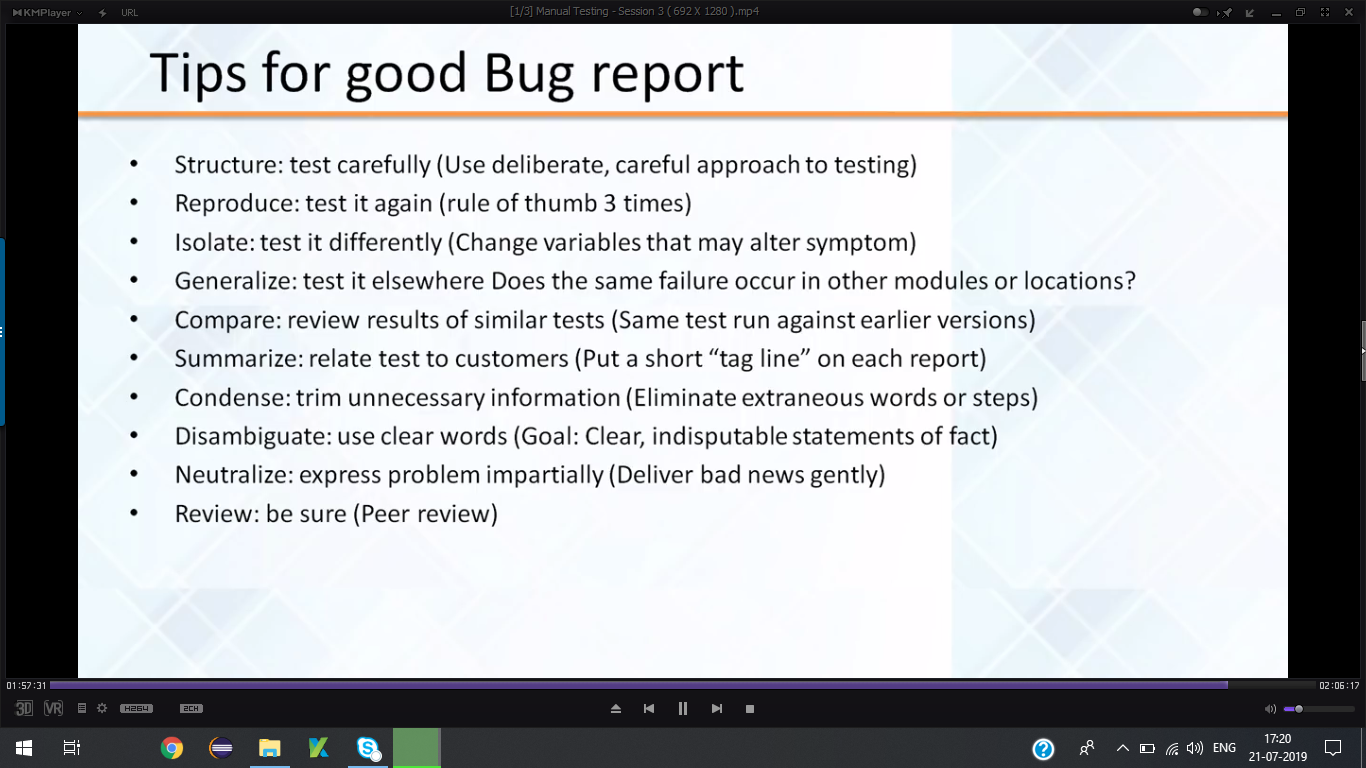 KMPlayer
URL
[1/3] Manual Testing - Session 3 ( 692 X 1280 ).mp4
Tips for good Bug report
• Structure: test carefully (Use deliberate, careful approach to testing)
• Reproduce: test it again (rule of thumb 3 times)
• Isolate: test it differently (Change variables that may alter symptom)
• Generalize: test it elsewhere Does the same failure occur in other modules or locations?
• Compare: review results of similar tests (Same test run against earlier versions)
• Summarize: relate test to customers (Put a short “tag line” on each report)
• Condense: trim unnecessary information (Eliminate extraneous words or steps)
• Disambiguate: use clear words (Goal: Clear, indisputable statements of fact)
• Neutralize: express problem impartially (Deliver bad news gently)
• Review: be sure (Peer review)
01:57:31
02:06:17
3D VR H264 2CH
ENG
17:20
21-07-2019